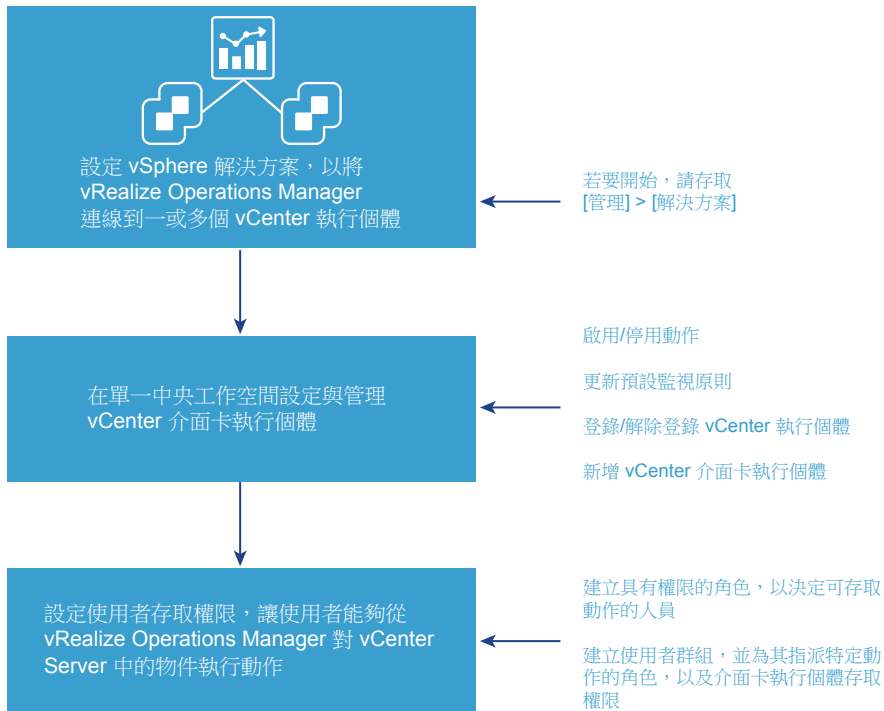 設定 vSphere 解決方案，以將
vRealize Operations Manager
連線到一或多個 vCenter 執行個體
若要開始，請存取
[管理] > [解決方案]
在單一中央工作空間設定與管理
vCenter 介面卡執行個體
啟用/停用動作
更新預設監視原則
登錄/解除登錄 vCenter 執行個體
新增 vCenter 介面卡執行個體
設定使用者存取權限，讓使用者能夠從
vRealize Operations Manager 對 vCenter
Server 中的物件執行動作
建立具有權限的角色，以決定可存取
動作的人員
建立使用者群組，並為其指派特定動
作的角色，以及介面卡執行個體存取
權限